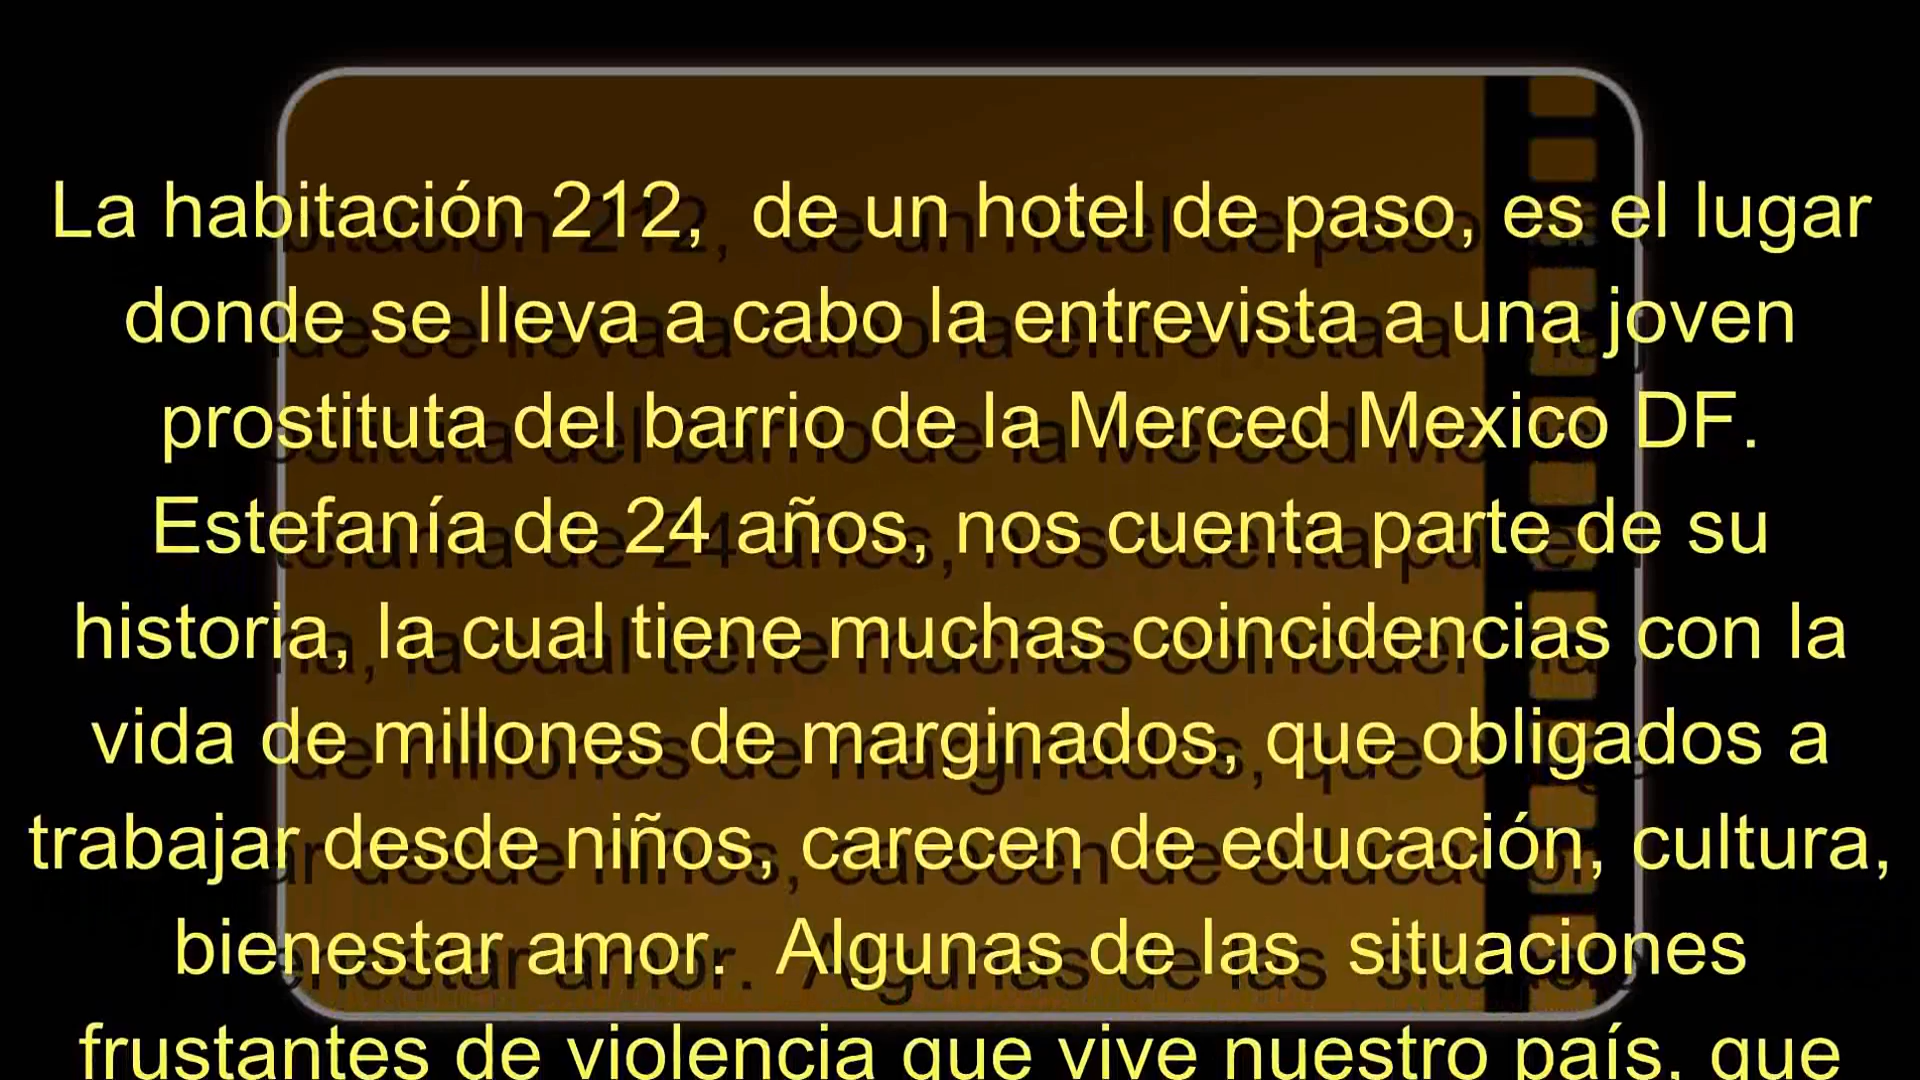 La habitación 212,  de un hotel de paso, es el lugar
donde se lleva a cabo la entrevista a una joven
prostituta del barrio de la Merced Mexico DF.
Estefanía de 24 años, nos cuenta parte de su
historia, la cual tiene muchas coincidencias con la
vida de millones de marginados, que obligados a
trabajar desde niños, carecen de educación, cultura,
bienestar amor.  Algunas de las  situaciones
frustantes de violencia que vive nuestro país, que